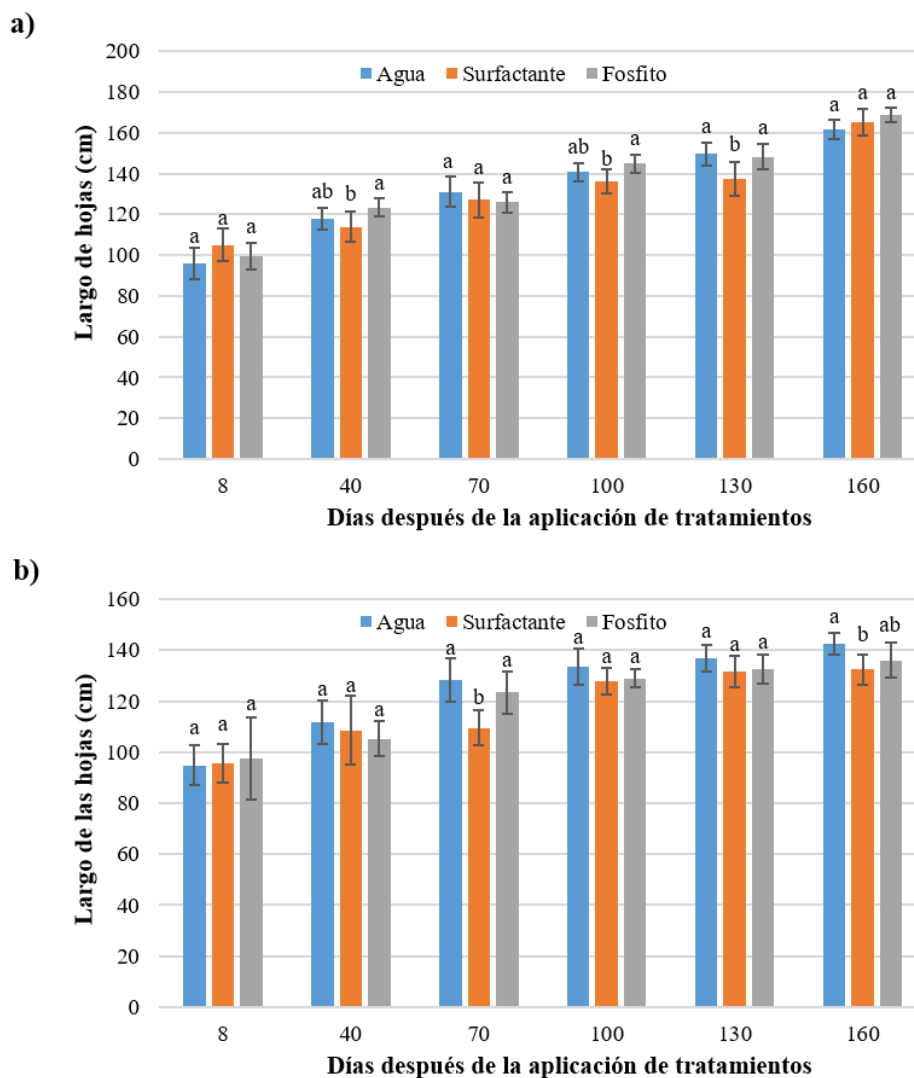 a)
200
180
160
140
120
100
80
60
40
20
0
Largo de hojas (cm)
Agua Surfactante Fosfito
a a a
ab b a
a a a
ab b a
a b a
a a a
8 40 70 100 130 160
Días después de la aplicación de tratamientos
b)
160
140
120
100
80
60
40
20
0
Largo de las hojas (cm)
Agua Surfactante Fosfito
a a a
a a a
a b a
a a a
a a a
a b ab
8 40 70 100 130 160
Días después de la aplicación de tratamientos